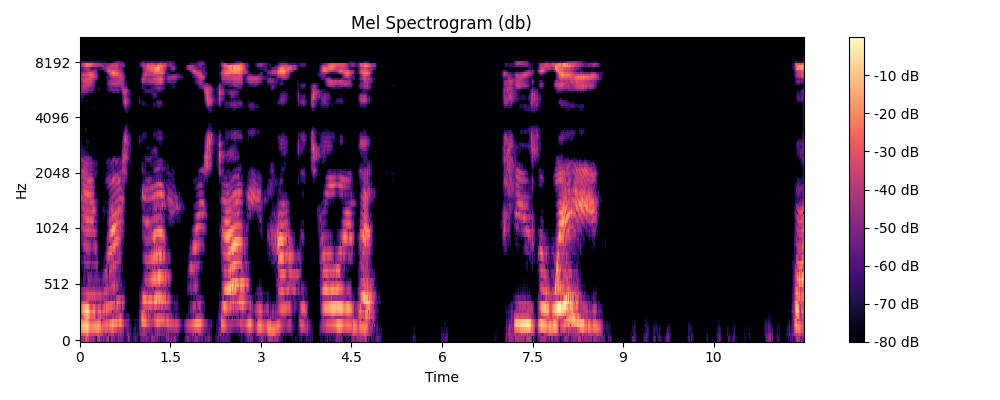 Mel Spectrogram (db)
8192
4096
2048
1024
512
0
Hz
0 1.5 3 4.5 6 7.5 9 10
Time
-10 dB
-20 dB
-30 dB
-40 dB
-50 dB
-60 dB
-70 dB
-80 dB